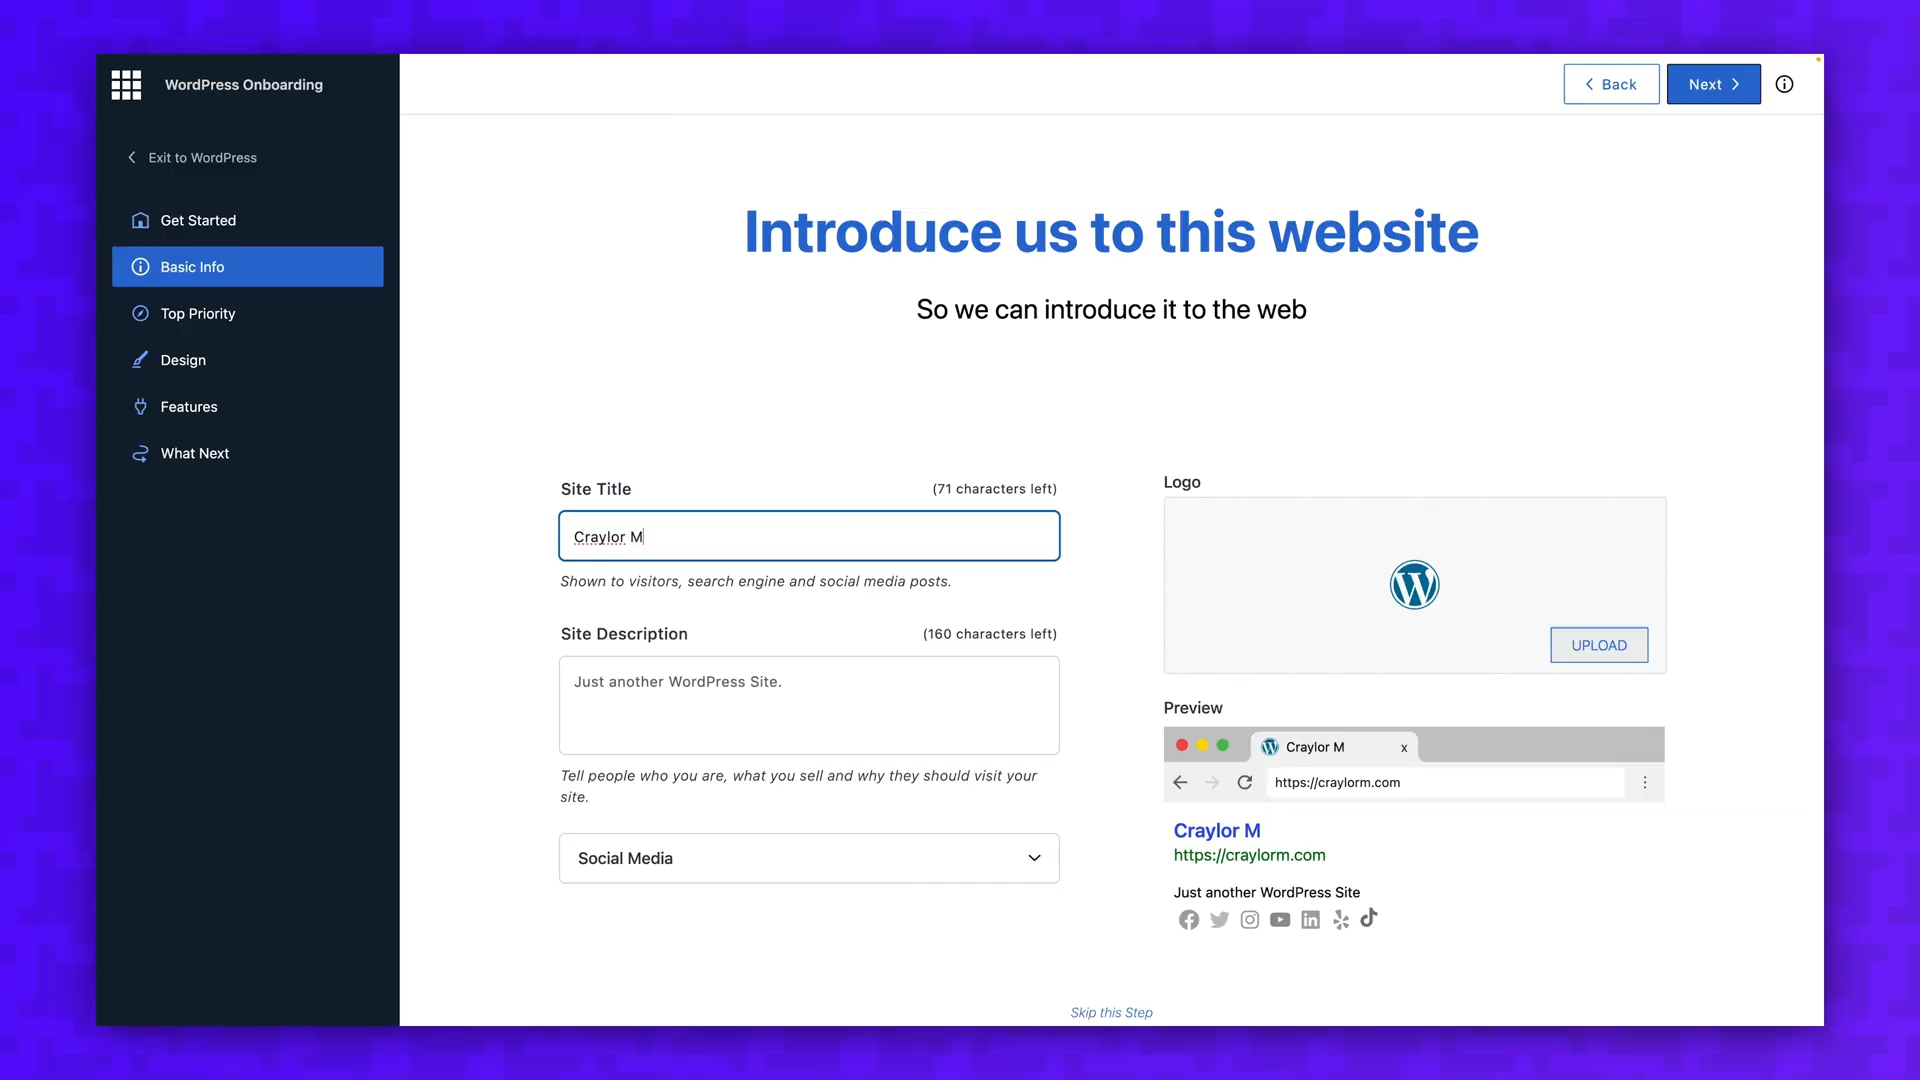 WordPress Onboarding
Back
Next
Exit to WordPress
Get Started
Basic Info
Top Priority
Design
Features
What Next
Introduce us to this website
So we can introduce it to the web
Site Title
(71 characters left)
Craylor M
Shown to visitors, search engine and social media posts.
Site Description
(160 characters left)
Just another WordPress Site.
Tell people who you are, what you sell and why they should visit your
site.
Social Media
Logo
UPLOAD
Preview
Craylor M
x
https://craylorm.com
Craylor M
https://craylorm.com
Just another WordPress Site
Skip this Step